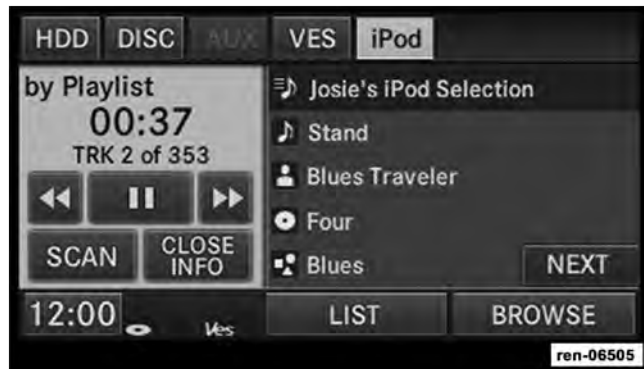 HDD DISC AUX VES iPod
by Playlist
00:37
TRK 2 of 353
SCAN
CLOSE
INFO
Josie's iPod Selection
Stand
Blues Traveler
Four
Blues
NEXT
12:00
Ves
LIST
BROWSE
ren-06505